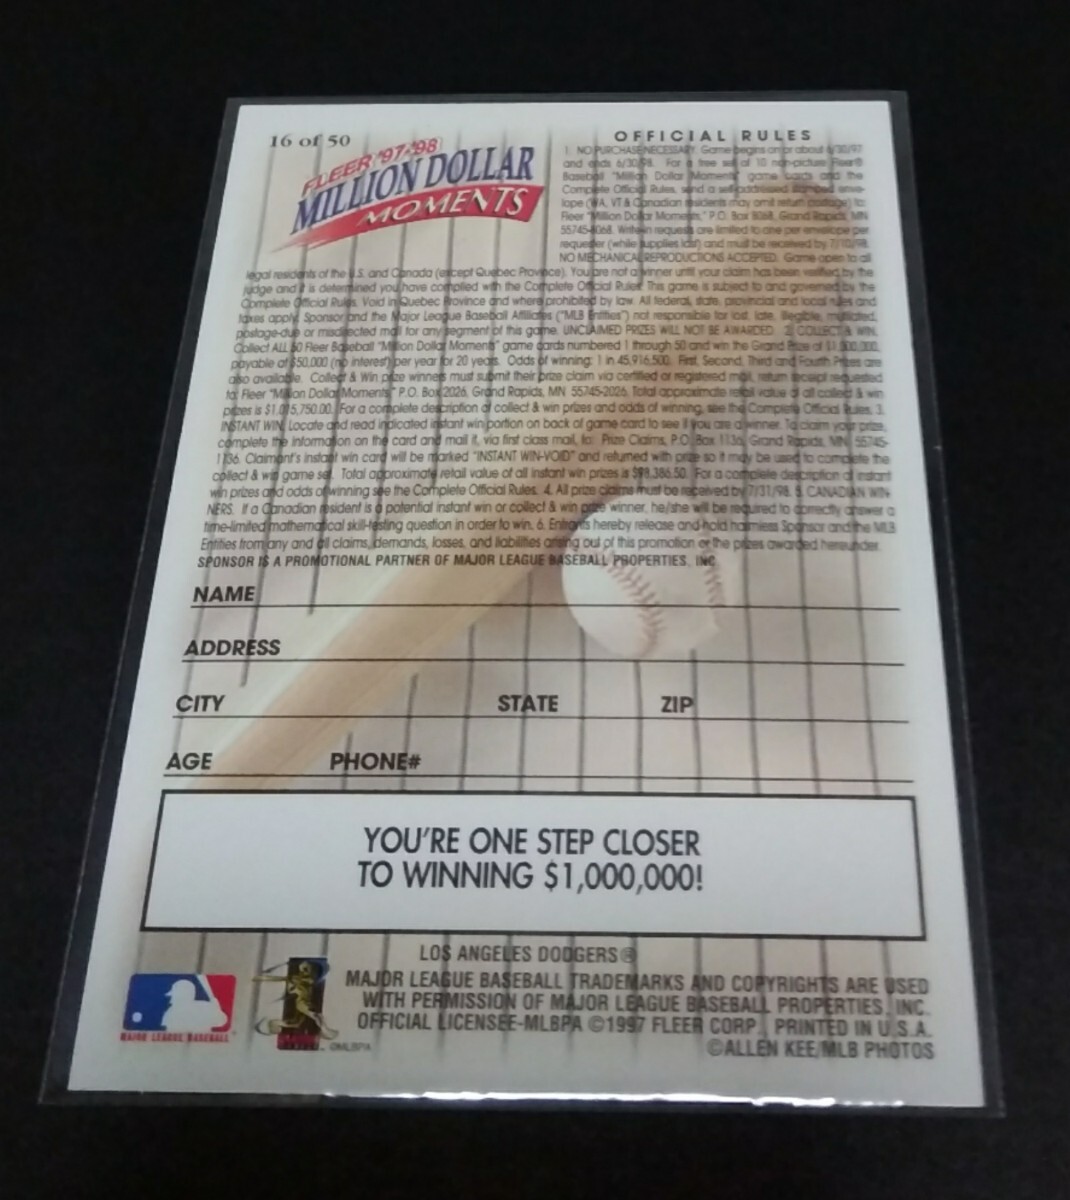 16 of 50
FLEER '97-'98
MILLION DOLLAR
MOMENTS
OFFICIAL RULES
1. NO PURCHASE NECESSARY. Game begins on or about 6/30/97
and ends 6/30/98. For a free set of 10 non-picture Fleer®
Baseball "Million Dollar Moments" game cards and the
Complete Official Rules, send a self-addressed stamped enve-
lope (WA, VT & Canadian residents may omit return postage) to:
Fleer "Million Dollar Moments," P.O. Box 8068, Grand Rapids, MN
55745-8068. Write-in requests are limited to one per envelope per
requester (while supplies last) and must be received by 7/10/98.
NO MECHANICAL REPRODUCTIONS ACCEPTED. Game open to all
legal residents of the U.S. and Canada (except Quebec Province). You are not a winner until your claim has been verified by the
judge and it is determined you have complied with the Complete Official Rules. This game is subject to and governed by the
Complete Official Rules. Void in Quebec Province and where prohibited by law. All federal, state, provincial and local rules and
taxes apply. Sponsor and the Major League Baseball Affiliates ("MLB Entities") not responsible for lost, late, illegible, mutilated,
postage-due or misdirected mail for any segment of this game. UNCLAIMED PRIZES WILL NOT BE AWARDED. 2. COLLECT & WIN.
Collect ALL 50 Fleer Baseball "Million Dollar Moments" game cards numbered 1 through 50 and win the Grand Prize of $1,000,000,
payable at $50,000 (no interest) per year for 20 years. Odds of winning: 1 in 45,916,500. First, Second, Third and Fourth Prizes are
also available. Collect & Win prize winners must submit their prize claim via certified or registered mail, return receipt requested
to: Fleer "Million Dollar Moments," P.O. Box 2026, Grand Rapids, MN 55745-2026. Total approximate retail value of all collect & win
prizes is $1,015,750.00. For a complete description of collect & win prizes and odds of winning, see the Complete Official Rules. 3.
INSTANT WIN. Locate and read indicated instant win portion on back of game card to see if you are a winner. To claim your prize,
complete the information on the card and mail it, via first class mail, to: Prize Claims, P.O. Box 1136, Grand Rapids, MN 55745-
1136. Claimant's instant win card will be marked "INSTANT WIN-VOID" and returned with prize so it may be used to complete the
collect & win game set. Total approximate retail value of all instant win prizes is $98,386.50. For a complete description of instant
win prizes and odds of winning see the Complete Official Rules. 4. All prize claims must be received by 7/31/98. 5. CANADIAN WIN-
NERS. If a Canadian resident is a potential instant win or collect & win prize winner, he/she will be required to correctly answer a
time-limited mathematical skill-testing question in order to win. 6. Entrants hereby release and hold harmless Sponsor and the MLB
Entities from any and all claims, demands, losses, and liabilities arising out of this promotion or the prizes awarded hereunder.
SPONSOR IS A PROMOTIONAL PARTNER OF MAJOR LEAGUE BASEBALL PROPERTIES, INC
NAME
ADDRESS
CITY STATE ZIP
AGE PHONE#
YOU'RE ONE STEP CLOSER
TO WINNING $1,000,000!
LOS ANGELES DODGERS®
MAJOR LEAGUE BASEBALL TRADEMARKS AND COPYRIGHTS ARE USED
WITH PERMISSION OF MAJOR LEAGUE BASEBALL PROPERTIES, INC.
OFFICIAL LICENSEE-MLBPA ©1997 FLEER CORP., PRINTED IN U.S.A.
©ALLEN KEE/MLB PHOTOS
MAJOR LEAGUE BASEBALL
©MLBPA